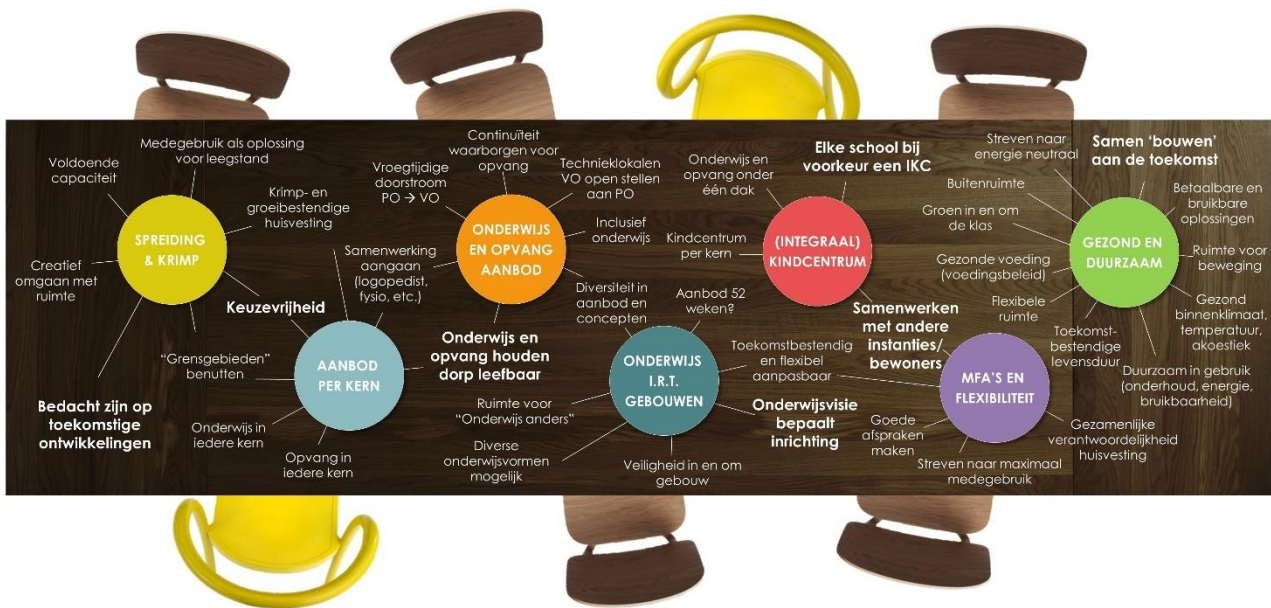 Voldoende
capaciteit
Medegebruik als oplossing
voor leegstand
Krimp- en
groeibestendige
huisvesting
SPREIDING
& KRIMP
Creatief
omgaan met
ruimte
Keuzevrijheid
Bedacht zijn op
toekomstige
ontwikkelingen
Samenwerking
aangaan
(logopedist,
fysio, etc.)
AANBOD
PER KERN
"Grensgebieden"
benutten
Onderwijs in
iedere kern
Opvang in
iedere kern
Onderwijs en
opvang houden
dorp leefbaar
Vroegtijdige
doorstroom
PO → VO
Continuïteit
waarborgen voor
opvang
Technieklokalen
VO open stellen
aan PO
Inclusief
onderwijs
ONDERWIJS
EN OPVANG
AANBOD
Diversiteit in
aanbod en
concepten
Aanbod 52
weken?
ONDERWIJS
I.R.T.
GEBOUWEN
Toekomstbestendig
en flexibel
aanpasbaar
Ruimte voor
"Onderwijs anders"
Diverse
onderwijsvormen
mogelijk
Veiligheid in en om
gebouw
Onderwijsvisie
bepaalt
inrichting
Onderwijs en
opvang onder
één dak
Elke school bij
voorkeur een IKC
Kindcentrum
per kern
(INTEGRAAL)
KINDCENTRUM
Samenwerken
met andere
instanties/
bewoners
MFA'S EN
FLEXIBILITEIT
Goede
afspraken
maken
Streven naar maximaal
medegebruik
Gezamenlijke
verantwoordelijkheid
huisvesting
Streven naar
energie neutraal
Samen 'bouwen'
aan de toekomst
Buitenruimte
Groen in en om
de klas
Gezonde voeding
(voedingsbeleid)
Flexibele
ruimte
Toekomst-
bestendige
levensduur
GEZOND EN
DUURZAAM
Betaalbare en
bruikbare
oplossingen
Ruimte voor
beweging
Gezond
binnenklimaat,
temperatuur,
akoestiek
Duurzaam in gebruik
(onderhoud, energie,
bruikbaarheid)